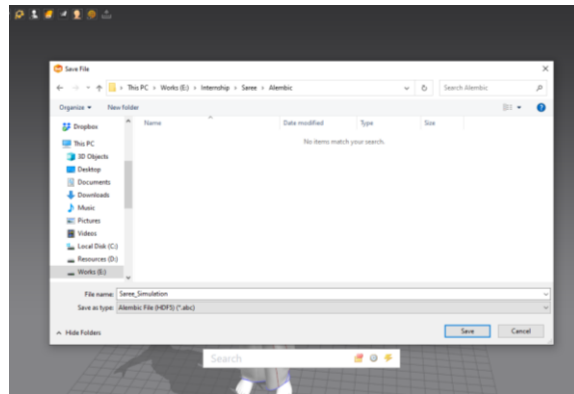 Save File
This PC > Works (E:) > Internship > Saree > Alembic
Search Alembic
Organize
New folder
Name
Date modified
Type
Size
No items match your search.
Dropbox
This PC
3D Objects
Desktop
Documents
Downloads
Music
Pictures
Videos
Local Disk (C:)
Resources (D:)
Works (E:)
File name: Saree_Simulation
Save as type: Alembic File (HDF5) (*.abc)
Hide Folders
Save
Cancel
Search